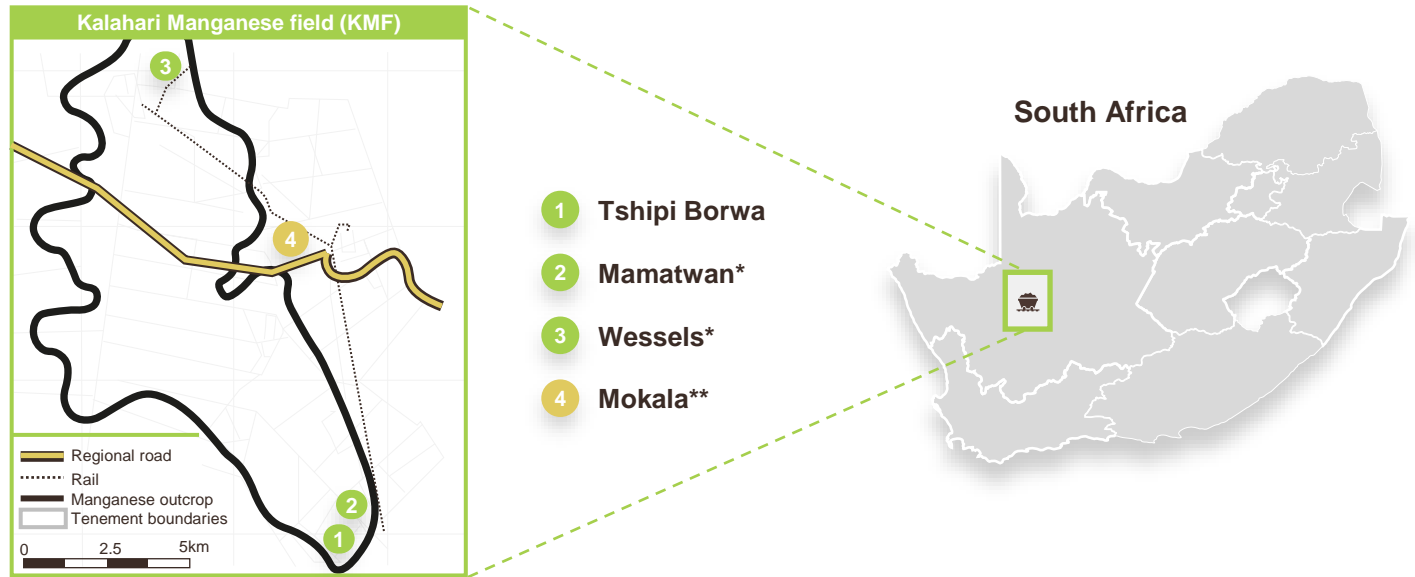 Kalahari Manganese field (KMF)
3
4
2
1
Regional road
Rail
Manganese outcrop
Tenement boundaries
0 2.5 5km
1 Tshipi Borwa
2 Mamatwan*
3 Wessels*
4 Mokala**
South Africa